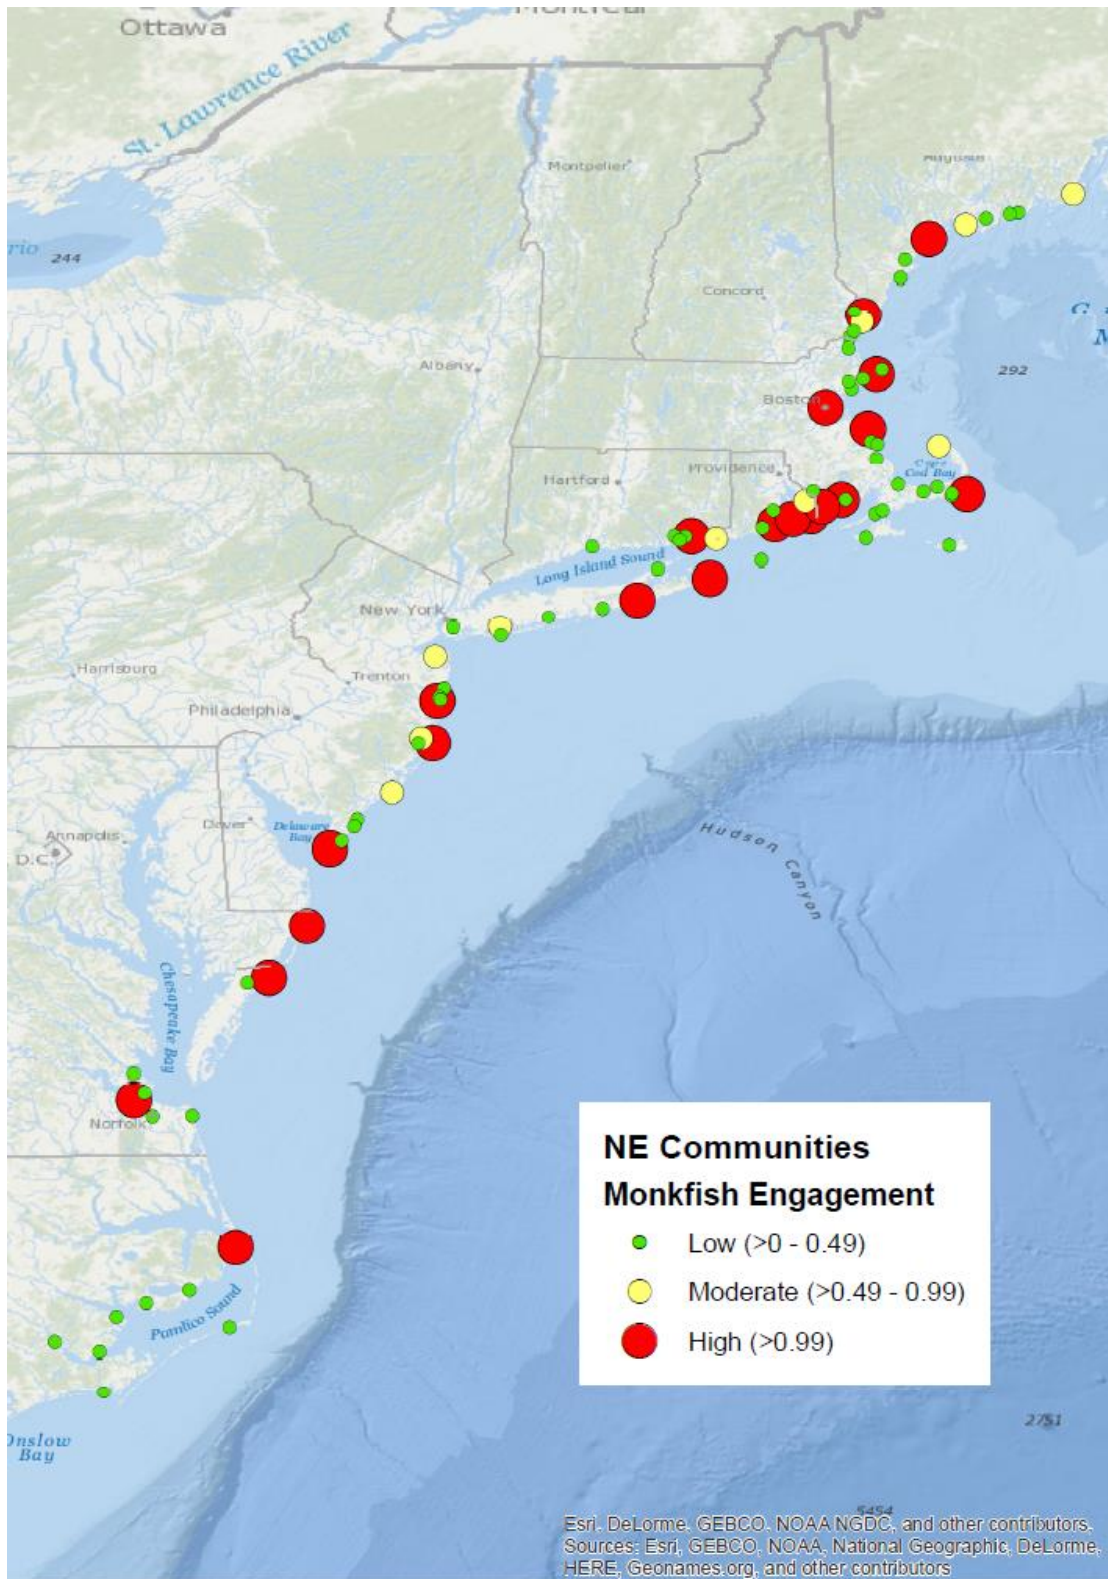 Montreal
Ottawa
St. Lawrence River
Montpelier
Augusta
244
Concord
292
Albany
Boston
Cape
Cod Bay
Providence
Hartford
Long Island Sound
New York
Harrisburg
Trenton
Philadelphia
Hudson Canyon
Dover
Delaware
Bay
Annapolis
D.C.
Chesapeake Bay
Norfolk
NE Communities
Monkfish Engagement
Low (>0 - 0.49)
Moderate (>0.49 - 0.99)
High (>0.99)
Pamlico Sound
Onslow
Bay
2751
5454
Esri, DeLorme, GEBCO, NOAA NGDC, and other contributors,
Sources: Esri, GEBCO, NOAA, National Geographic, DeLorme,
HERE, Geonames.org, and other contributors